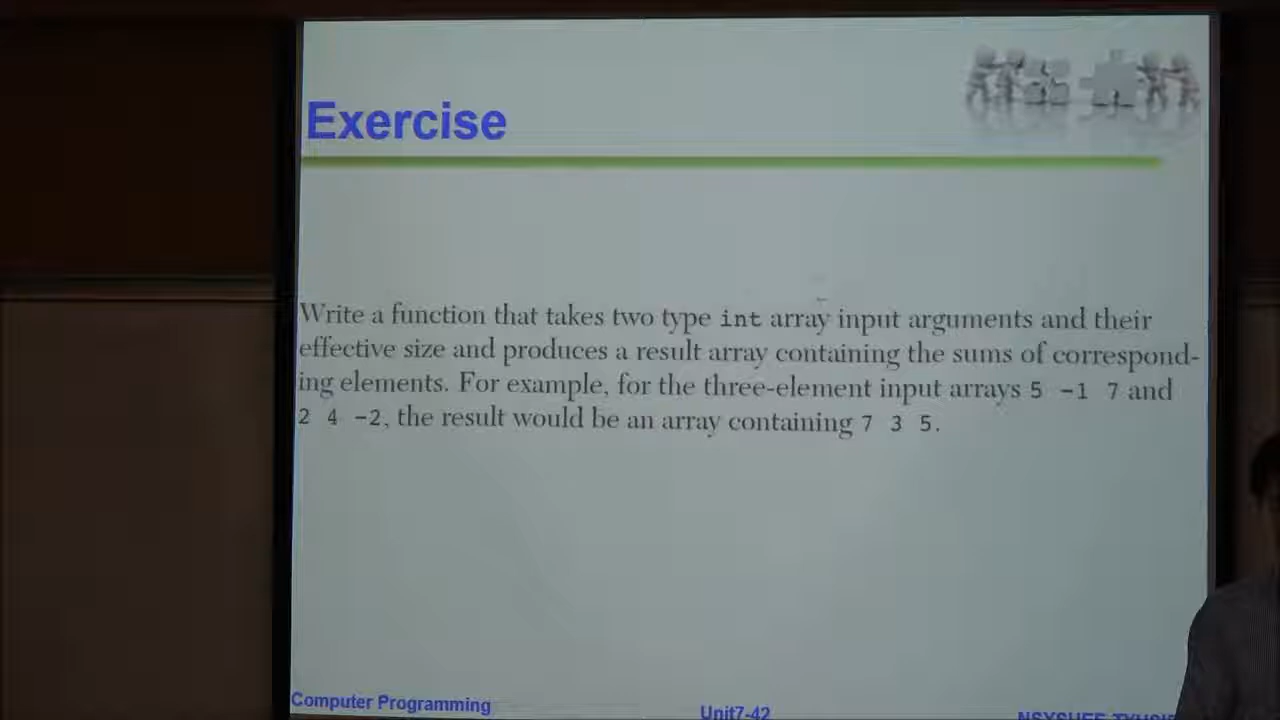 Exercise
Write a function that takes two type int array input arguments and their
effective size and produces a result array containing the sums of correspond-
ing elements. For example, for the three-element input arrays 5 -1 7 and
2 4 -2, the result would be an array containing 7 3 5.
Computer Programming
Unit7-42